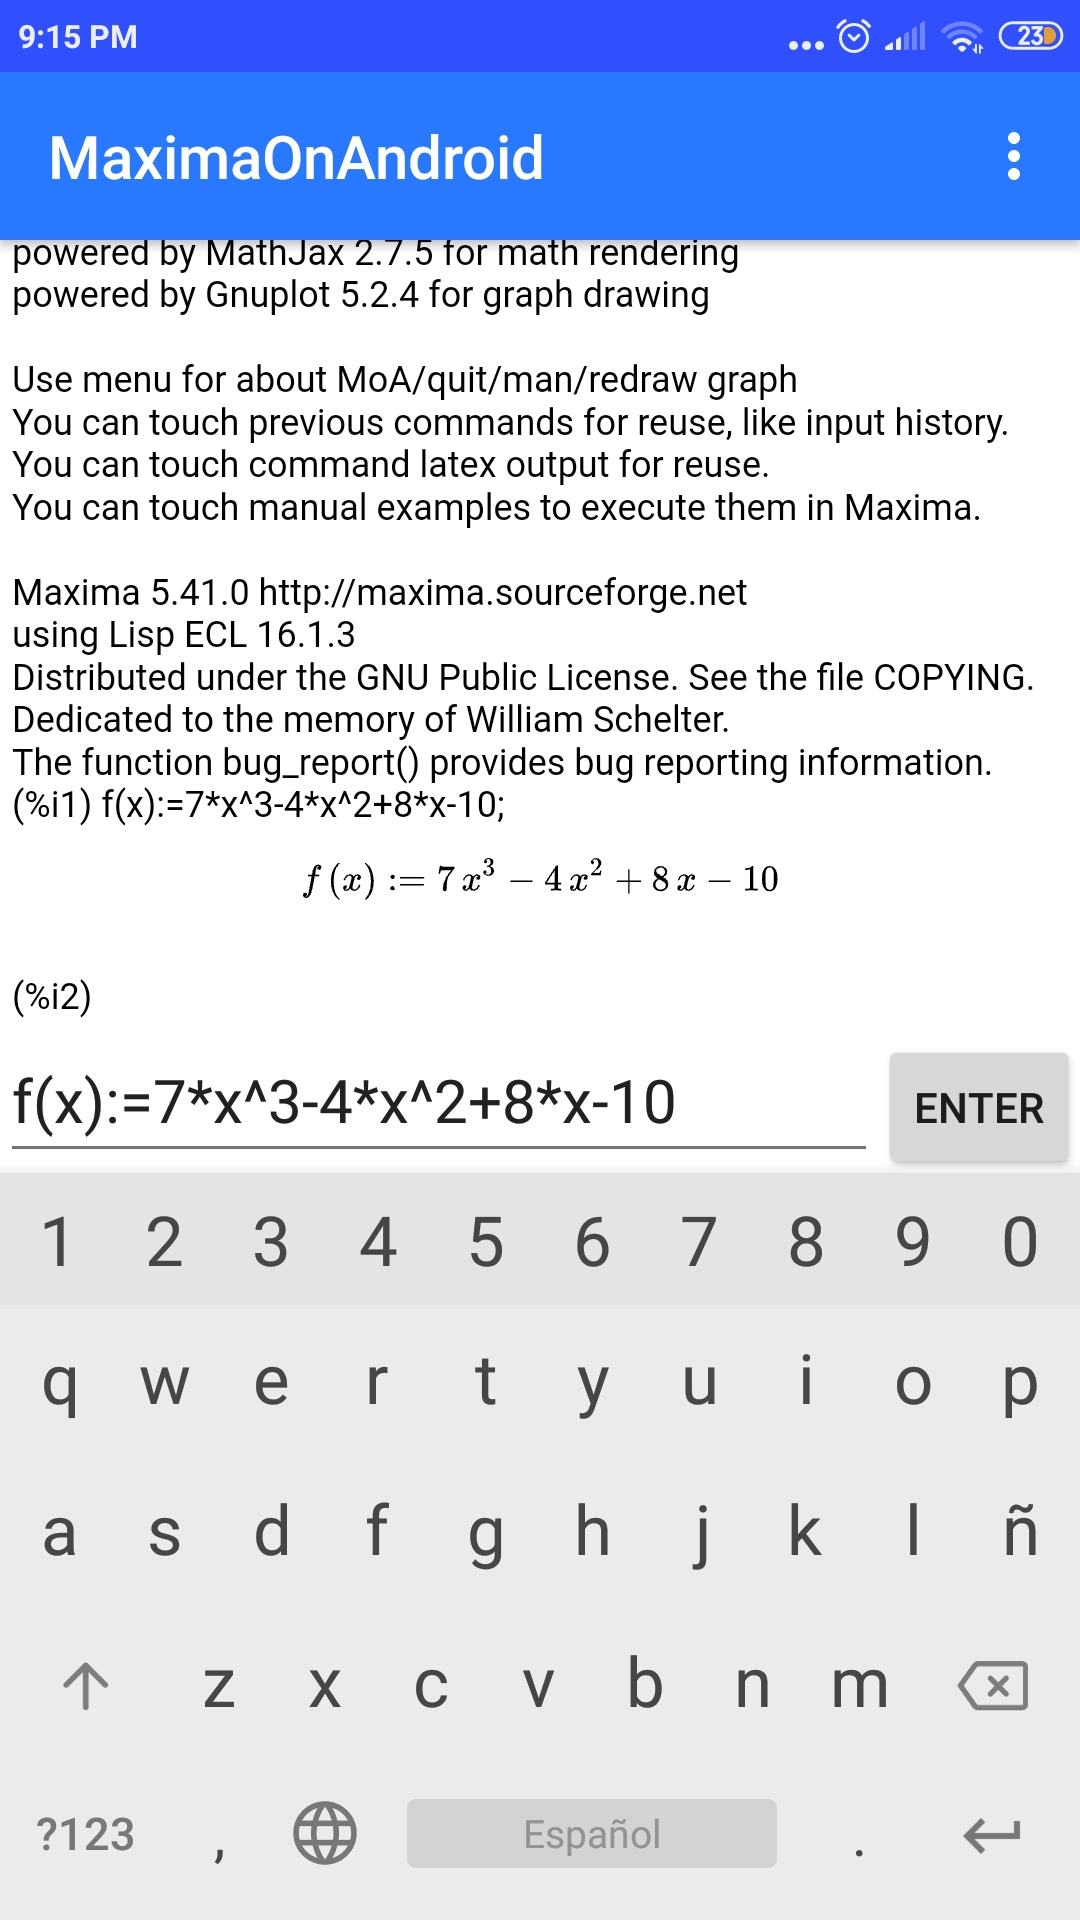 9:15 PM
23
MaximaOnAndroid
powered by MathJax 2.7.5 for math rendering
powered by Gnuplot 5.2.4 for graph drawing
Use menu for about MoA/quit/man/redraw graph
You can touch previous commands for reuse, like input history.
You can touch command latex output for reuse.
You can touch manual examples to execute them in Maxima.
Maxima 5.41.0 http://maxima.sourceforge.net
using Lisp ECL 16.1.3
Distributed under the GNU Public License. See the file COPYING.
Dedicated to the memory of William Schelter.
The function bug_report() provides bug reporting information.
(%i1) f(x):=7*x^3-4*x^2+8*x-10;
f (x) := 7 x³ − 4 x² + 8 x − 10
(%i2)
f(x):=7*x^3-4*x^2+8*x-10
ENTER
1 2 3 4 5 6 7 8 9 0
q w e r t y u i o p
a s d f g h j k l ñ
z x c v b n m
?123 , Español .